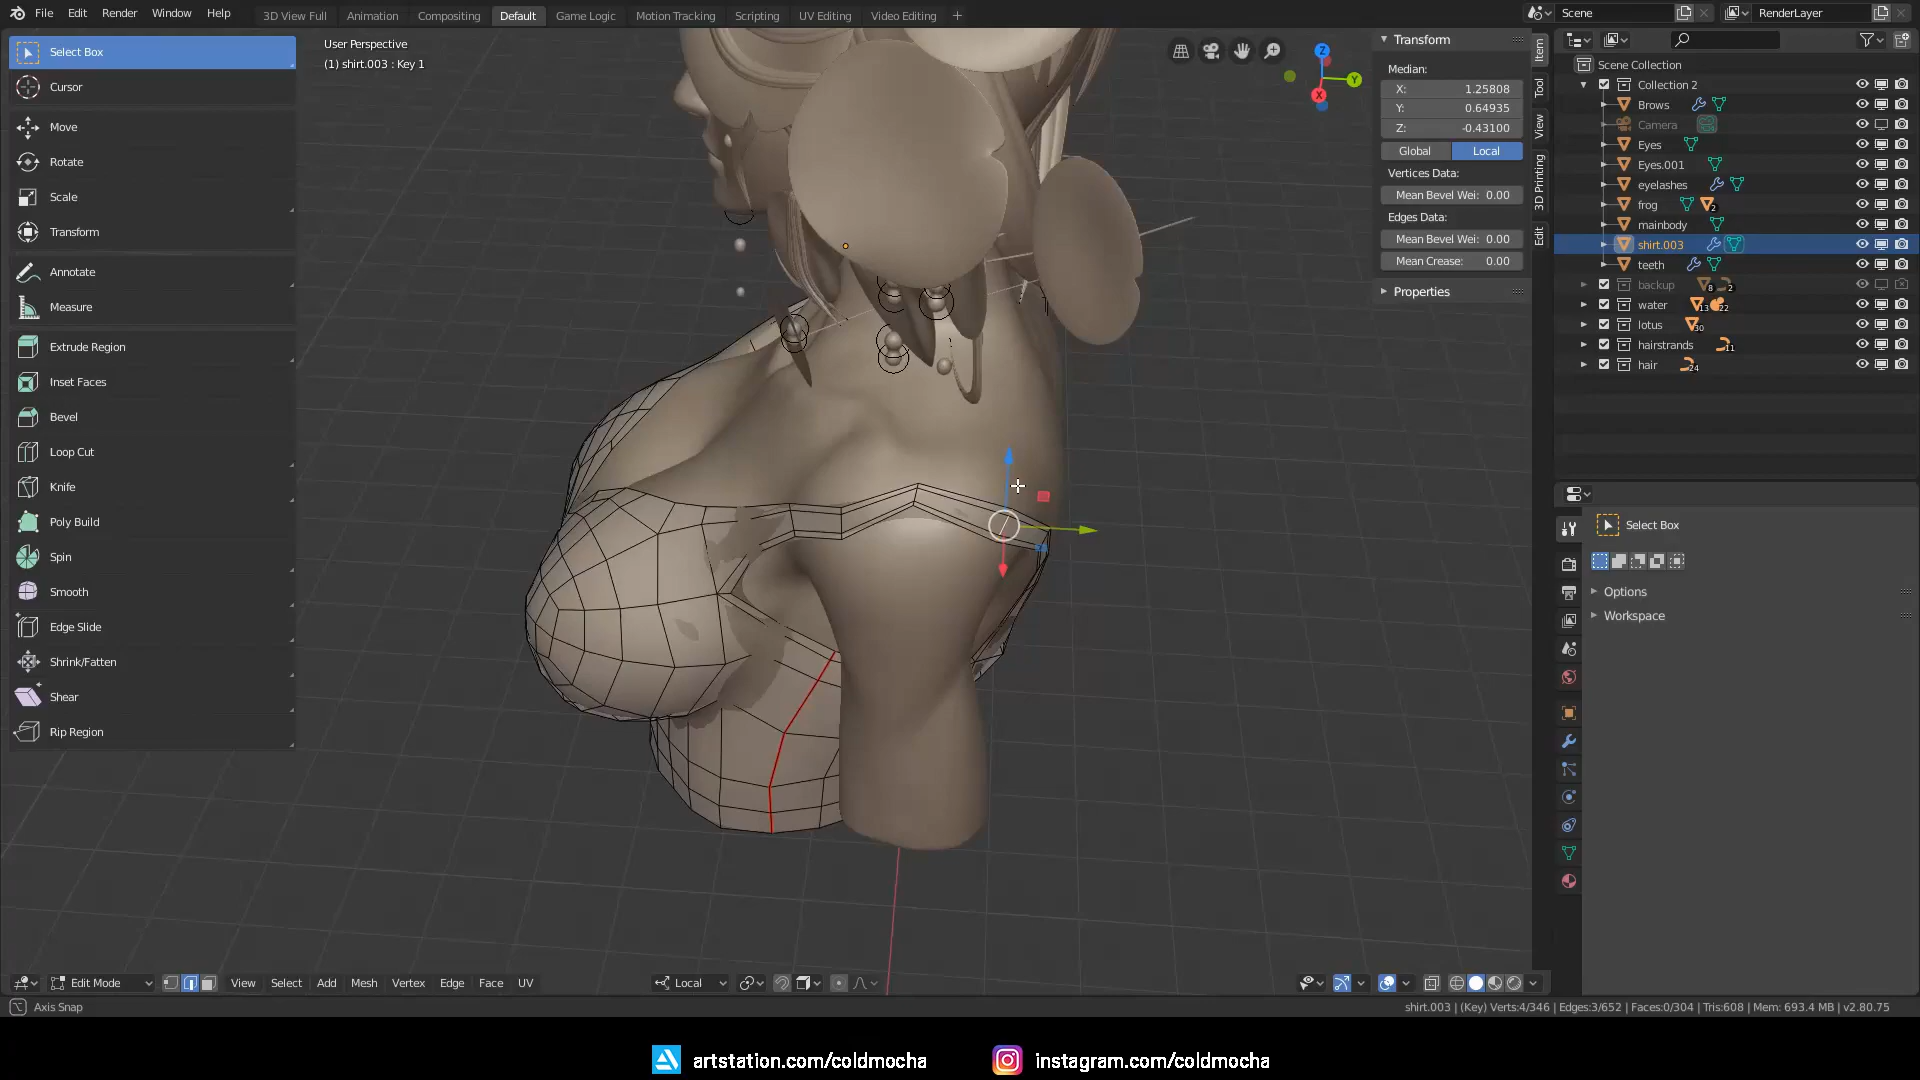 File Edit Render Window Help 3D View Full Animation Compositing Default Game Logic Motion Tracking Scripting UV Editing Video Editing + Scene RenderLayer
Select Box
Cursor
Move
Rotate
Scale
Transform
Annotate
Measure
Extrude Region
Inset Faces
Bevel
Loop Cut
Knife
Poly Build
Spin
Smooth
Edge Slide
Shrink/Fatten
Shear
Rip Region
User Perspective
(1) shirt.003 : Key 1
Z
Y
X
Transform
Median:
X: 1.25808
Y: 0.64935
Z: -0.43100
Global Local
Vertices Data:
Mean Bevel Wei: 0.00
Edges Data:
Mean Bevel Wei: 0.00
Mean Crease: 0.00
Properties
Item
Tool
View
3D Printing
Edit
Scene Collection
Collection 2
Brows
Camera
Eyes
Eyes.001
eyelashes
frog 2
mainbody
shirt.003
teeth
backup 8 2
water 13 22
lotus 30
hairstrands 11
hair 24
Select Box
Options
Workspace
Edit Mode View Select Add Mesh Vertex Edge Face UV Local
Axis Snap
shirt.003 | (Key) Verts:4/346 | Edges:3/652 | Faces:0/304 | Tris:608 | Mem: 693.4 MB | v2.80.75
artstation.com/coldmocha instagram.com/coldmocha